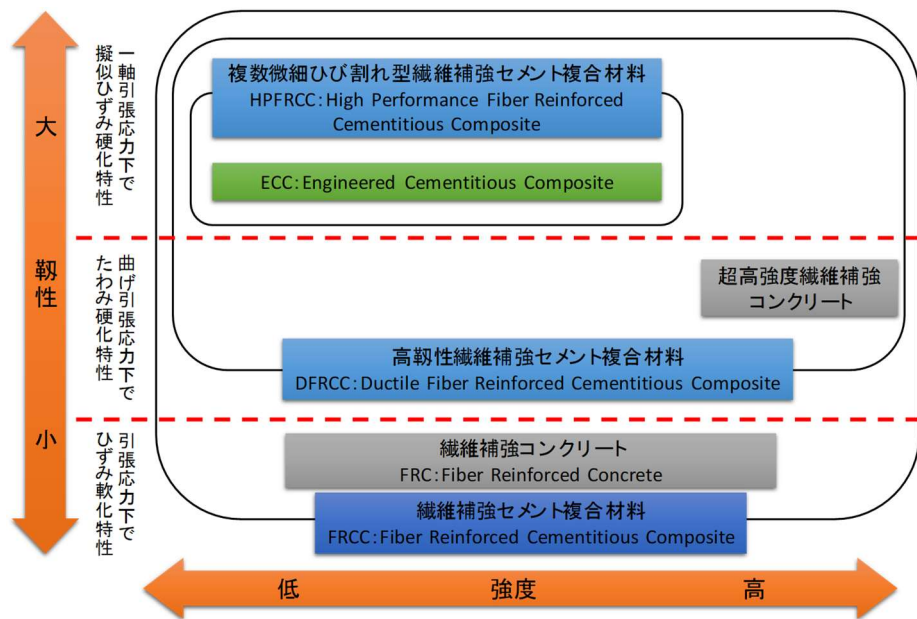 大
靱性
小
一軸引張応力下で
擬似ひずみ硬化特性
曲げ引張応力下で
たわみ硬化特性
引張応力下で
ひずみ軟化特性
複数微細ひび割れ型繊維補強セメント複合材料
HPFRCC:High Performance Fiber Reinforced
Cementitious Composite
ECC:Engineered Cementitious Composite
超高強度繊維補強
コンクリート
高靱性繊維補強セメント複合材料
DFRCC:Ductile Fiber Reinforced Cementitious Composite
繊維補強コンクリート
FRC:Fiber Reinforced Concrete
繊維補強セメント複合材料
FRCC:Fiber Reinforced Cementitious Composite
低 強度 高